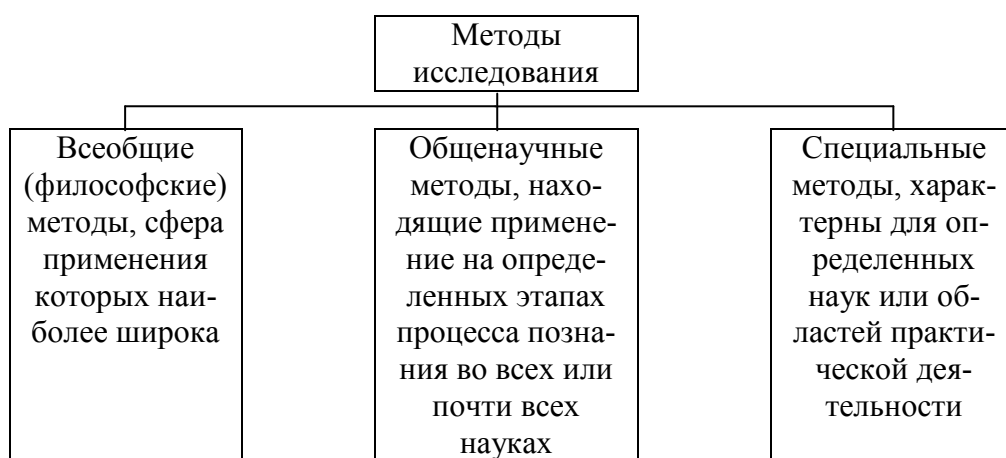 Методы
исследования
Всеобщие
(философские)
методы, сфера
применения
которых наи-
более широка
Общенаучные
методы, нахо-
дящие примене-
ние на опреде-
ленных этапах
процесса позна-
ния во всех или
почти всех
науках
Специальные
методы, харак-
терны для оп-
ределенных
наук или об-
ластей практи-
ческой дея-
тельности